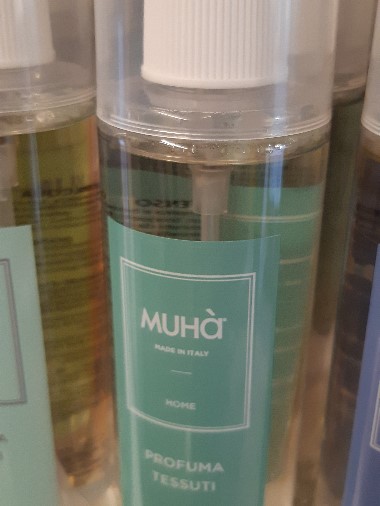 MUHà
MADE IN ITALY
HOME
PROFUMA
TESSUTI